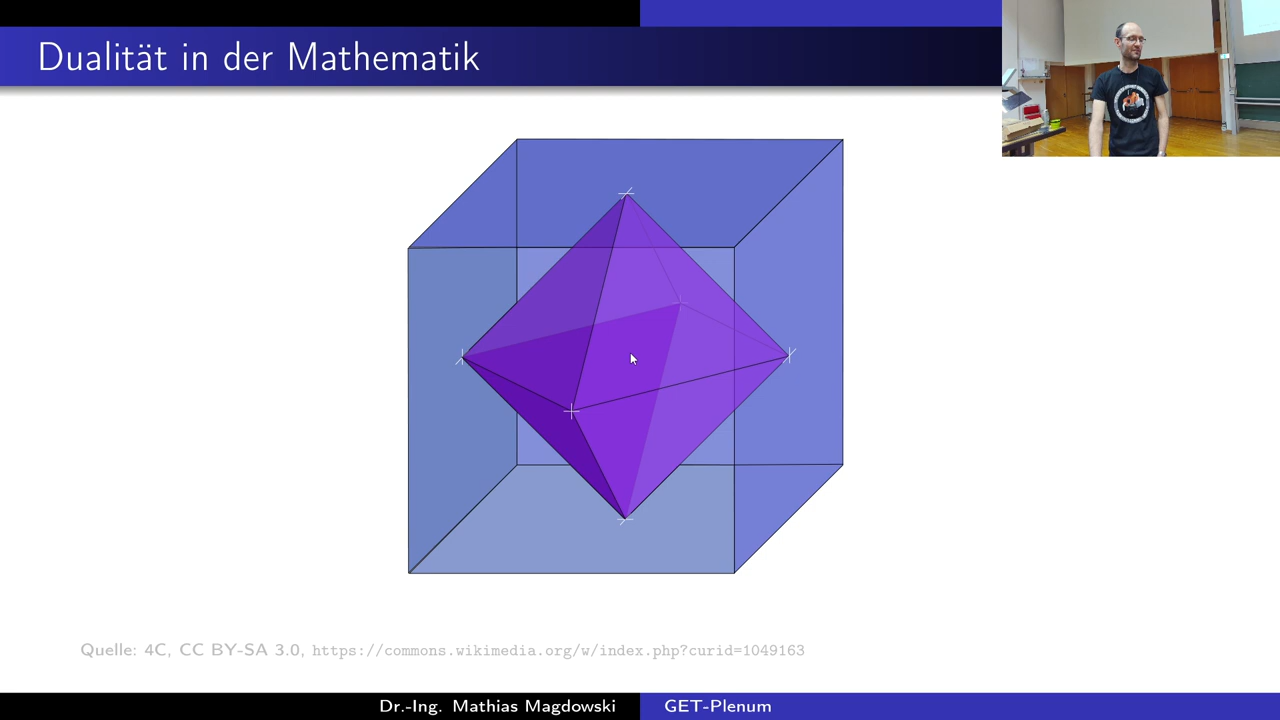 Dualität in der Mathematik
Quelle: 4C, CC BY-SA 3.0, https://commons.wikimedia.org/w/index.php?curid=1049163
Dr.-Ing. Mathias Magdowski
GET-Plenum